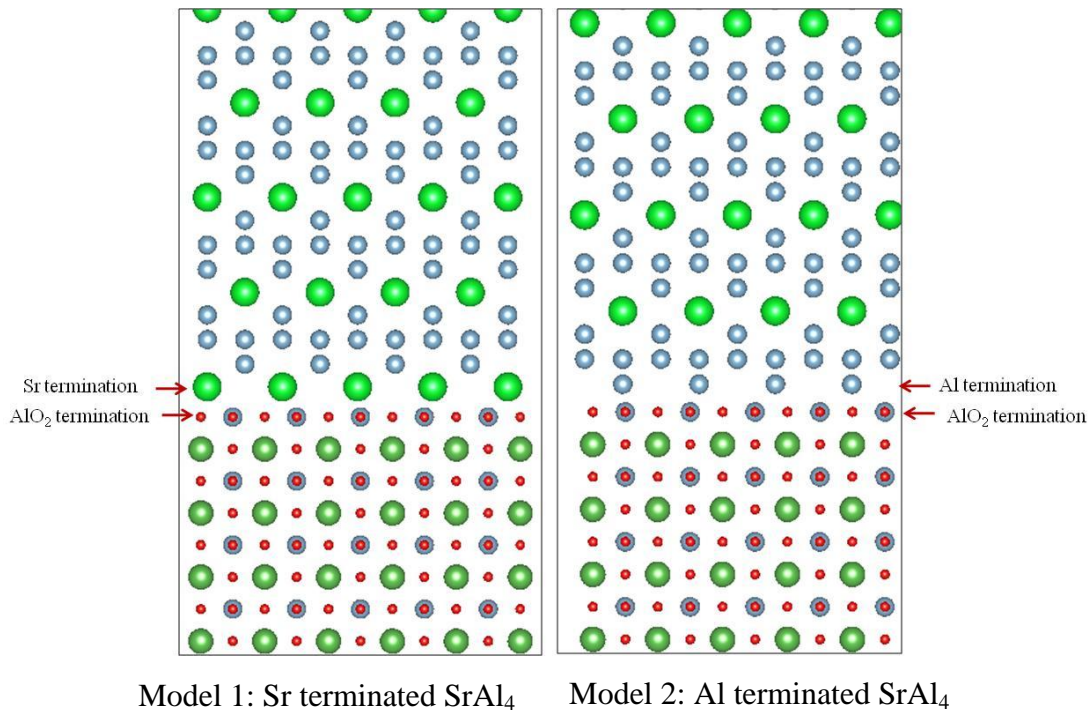 Sr termination
AlO₂ termination
Al termination
AlO₂ termination
Model 1: Sr terminated SrAl₄
Model 2: Al terminated SrAl₄